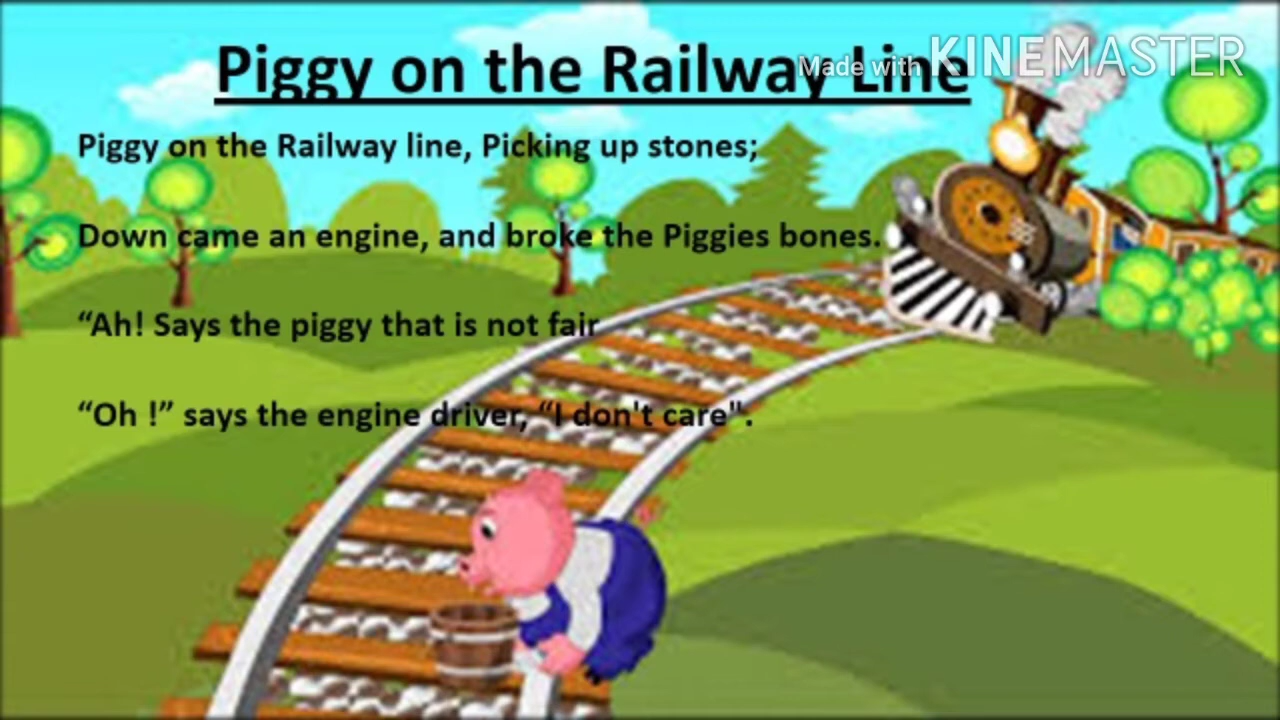 Piggy on the Railway Line
Made with KINEMASTER
Piggy on the Railway line, Picking up stones;
Down came an engine, and broke the Piggies bones.
“Ah! Says the piggy that is not fair
“Oh !” says the engine driver, “I don't care".